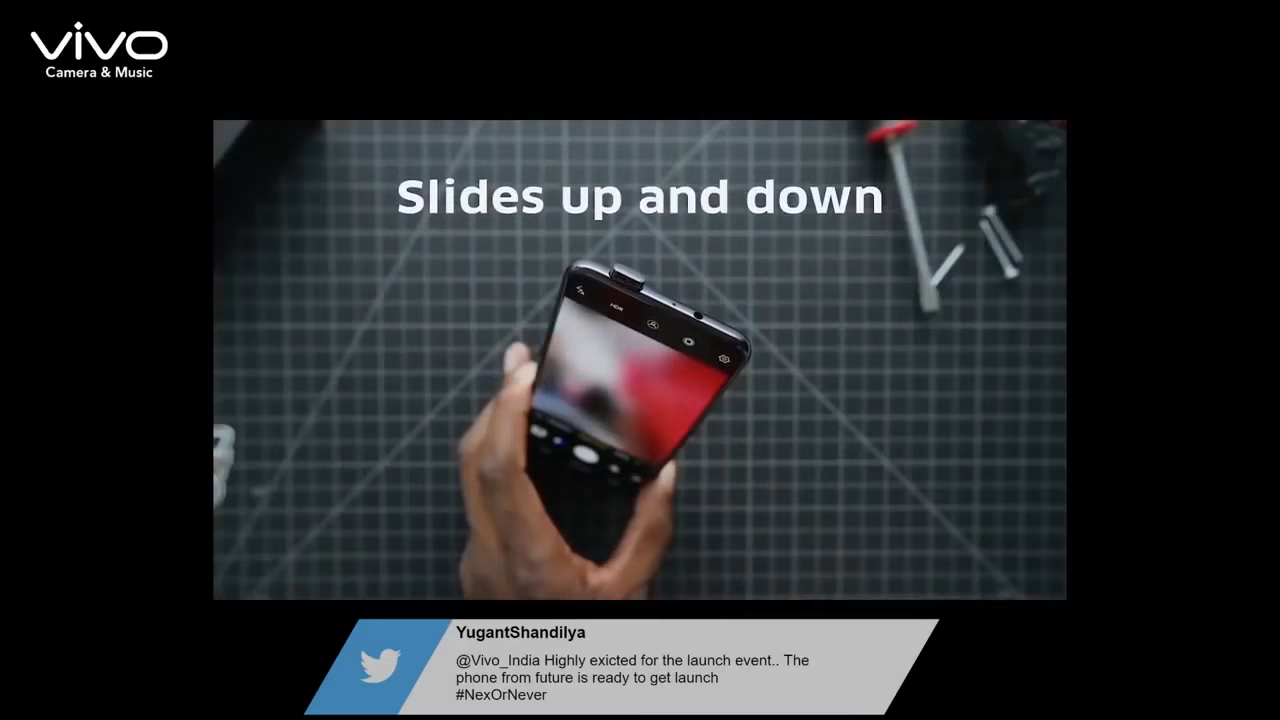 vivo
Camera & Music
Slides up and down
HDR
YugantShandilya
@Vivo_India Highly exicted for the launch event.. The
phone from future is ready to get launch
#NexOrNever